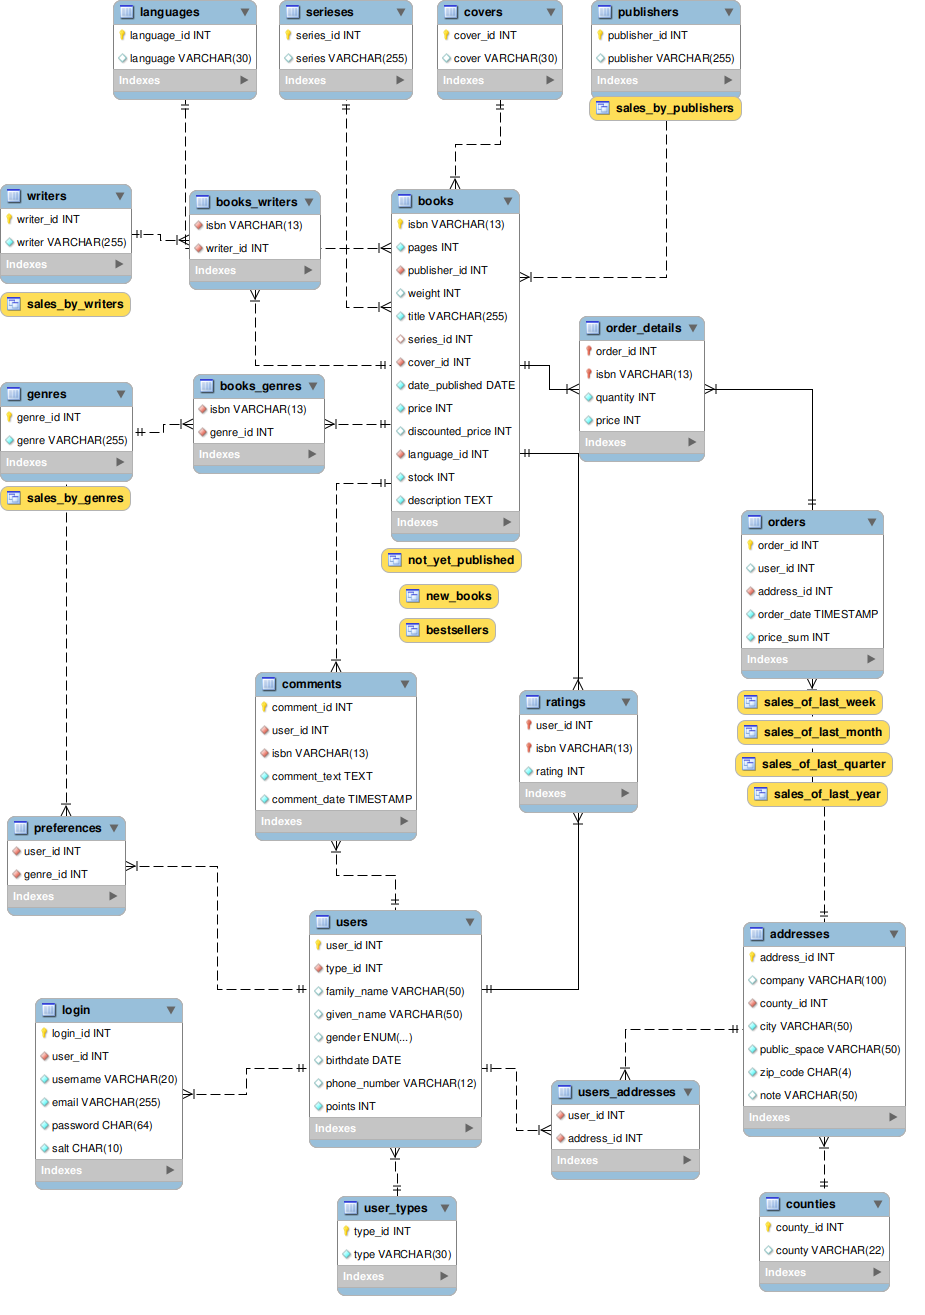 languages
language_id INT
language VARCHAR(30)
Indexes
serieses
series_id INT
series VARCHAR(255)
Indexes
covers
cover_id INT
cover VARCHAR(30)
Indexes
publishers
publisher_id INT
publisher VARCHAR(255)
Indexes
sales_by_publishers
writers
writer_id INT
writer VARCHAR(255)
Indexes
sales_by_writers
books_writers
isbn VARCHAR(13)
writer_id INT
Indexes
books
isbn VARCHAR(13)
pages INT
publisher_id INT
weight INT
title VARCHAR(255)
series_id INT
cover_id INT
date_published DATE
price INT
discounted_price INT
language_id INT
stock INT
description TEXT
Indexes
not_yet_published
new_books
bestsellers
order_details
order_id INT
isbn VARCHAR(13)
quantity INT
price INT
Indexes
genres
genre_id INT
genre VARCHAR(255)
Indexes
sales_by_genres
books_genres
isbn VARCHAR(13)
genre_id INT
Indexes
orders
order_id INT
user_id INT
address_id INT
order_date TIMESTAMP
price_sum INT
Indexes
sales_of_last_week
sales_of_last_month
sales_of_last_quarter
sales_of_last_year
comments
comment_id INT
user_id INT
isbn VARCHAR(13)
comment_text TEXT
comment_date TIMESTAMP
Indexes
ratings
user_id INT
isbn VARCHAR(13)
rating INT
Indexes
preferences
user_id INT
genre_id INT
Indexes
users
user_id INT
type_id INT
family_name VARCHAR(50)
given_name VARCHAR(50)
gender ENUM(...)
birthdate DATE
phone_number VARCHAR(12)
points INT
Indexes
addresses
address_id INT
company VARCHAR(100)
county_id INT
city VARCHAR(50)
public_space VARCHAR(50)
zip_code CHAR(4)
note VARCHAR(50)
Indexes
login
login_id INT
user_id INT
username VARCHAR(20)
email VARCHAR(255)
password CHAR(64)
salt CHAR(10)
Indexes
users_addresses
user_id INT
address_id INT
Indexes
user_types
type_id INT
type VARCHAR(30)
Indexes
counties
county_id INT
county VARCHAR(22)
Indexes